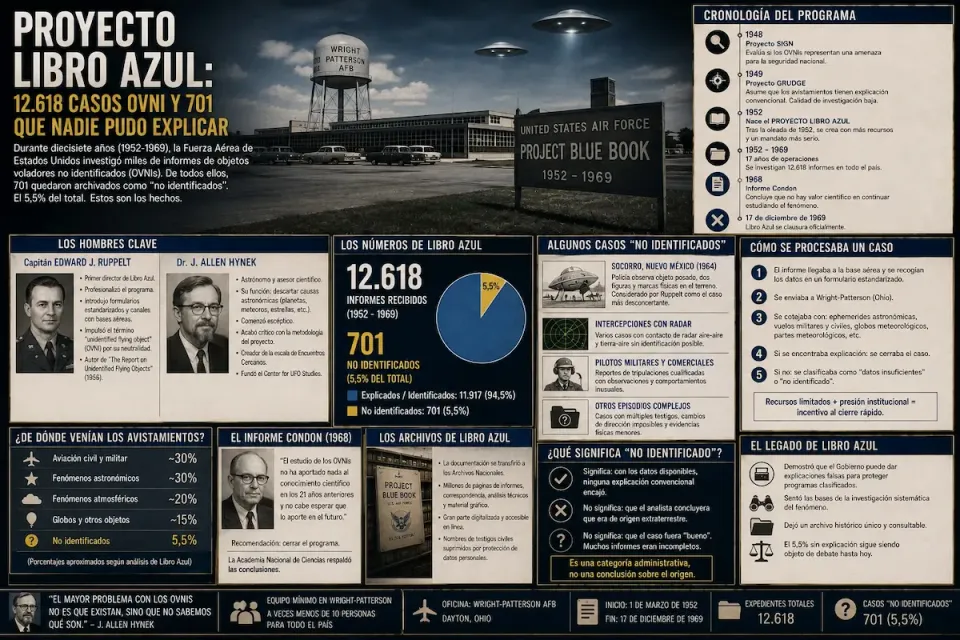 PROYECTO
LIBRO AZUL:
12.618 CASOS OVNI Y 701
QUE NADIE PUDO EXPLICAR
Durante diecisiete años (1952-1969), la Fuerza Aérea de
Estados Unidos investigó miles de informes de objetos
voladores no identificados (OVNIs). De todos ellos,
701 quedaron archivados como "no identificados".
El 5,5% del total. Estos son los hechos.
WRIGHT
PATTERSON
AFB
UNITED STATES AIR FORCE
PROJECT BLUE BOOK
1952 - 1969
CRONOLOGÍA DEL PROGRAMA
1948
Proyecto SIGN
Evalúa si los OVNIs representan una amenaza
para la seguridad nacional.
1949
Proyecto GRUDGE
Asume que los avistamientos tienen explicación
convencional. Calidad de investigación baja.
1952
Nace el PROYECTO LIBRO AZUL
Tras la oleada de 1952, se crea con más recursos
y un mandato más serio.
1952 - 1969
17 años de operaciones
Se investigan 12.618 informes en todo el país.
1968
Informe Condon
Concluye que no hay valor científico en continuar
estudiando el fenómeno.
17 de diciembre de 1969
Libro Azul se clausura oficialmente.
LOS HOMBRES CLAVE
Capitán EDWARD J. RUPPELT
• Primer director de Libro Azul.
• Profesionalizó el programa.
• Introdujo formularios
estandarizados y canales
con bases aéreas.
• Impulsó el término
"unidentified flying object"
(OVNI) por su neutralidad.
• Autor de "The Report on
Unidentified Flying Objects"
(1956).
Dr. J. ALLEN HYNEK
• Astrónomo y asesor científico.
• Su función: descartar causas
astronómicas (planetas,
meteoros, estrellas, etc.).
• Comenzó escéptico.
• Acabó crítico con la metodología
del proyecto.
• Creador de la escala de Encuentros
Cercanos.
• Fundó el Center for UFO Studies.
LOS NÚMEROS DE LIBRO AZUL
12.618
INFORMES RECIBIDOS
(1952 - 1969)
701
NO IDENTIFICADOS
(5,5% DEL TOTAL)
5,5%
Explicados / Identificados: 11.917 (94,5%)
No identificados: 701 (5,5%)
ALGUNOS CASOS "NO IDENTIFICADOS"
SOCORRO, NUEVO MÉXICO (1964)
Policía observa objeto posado, dos
figuras y marcas físicas en el terreno.
Considerado por Ruppelt como el caso
más desconcertante.
INTERCEPCIONES CON RADAR
Varios casos con contacto de radar aire-aire
y tierra-aire sin identificación posible.
PILOTOS MILITARES Y COMERCIALES
Reportes de tripulaciones cualificadas
con observaciones y comportamientos
inusuales.
OTROS EPISODIOS COMPLEJOS
Casos con múltiples testigos, cambios
de dirección imposibles y evidencias
físicas menores.
CÓMO SE PROCESABA UN CASO
1 El informe llegaba a la base aérea y se recogían
los datos en un formulario estandarizado.
2 Se enviaba a Wright-Patterson (Ohio).
3 Se cotejaba con: ephemerides astronómicas,
vuelos militares y civiles, globos meteorológicos,
partes meteorológicos, etc.
4 Si se encontraba explicación: se cerraba el caso.
5 Si no: se clasificaba como "datos insuficientes"
o "no identificado".
Recursos limitados + presión institucional =
incentivo al cierre rápido.
¿DE DÓNDE VENÍAN LOS AVISTAMIENTOS?
Aviación civil y militar ~30%
Fenómenos astronómicos ~30%
Fenómenos atmosféricos ~20%
Globos y otros objetos ~15%
? No identificados 5,5%
(Porcentajes aproximados según análisis de Libro Azul)
EL INFORME CONDON (1968)
"El estudio de los OVNIs
no ha aportado nada al
conocimiento científico
en los 21 años anteriores
y no cabe esperar que
lo aporte en el futuro."
Recomendación: cerrar el programa.
La Academia Nacional de Ciencias respaldó
las conclusiones.
LOS ARCHIVOS DE LIBRO AZUL
PROJECT
BLUE BOOK
• La documentación se transfirió a
los Archivos Nacionales.
• Millones de páginas de informes,
correspondencia, análisis técnicos
y material gráfico.
• Gran parte digitalizada y accesible
en línea.
• Nombres de testigos civiles
suprimidos por protección de
datos personales.
¿QUÉ SIGNIFICA "NO IDENTIFICADO"?
Significa: con los datos disponibles,
ninguna explicación convencional
encajó.
No significa: que el analista concluyera
que era de origen extraterrestre.
? No significa: que el caso fuera "bueno".
Muchos informes eran incompletos.
Es una categoría administrativa,
no una conclusión sobre el origen.
EL LEGADO DE LIBRO AZUL
Demostró que el Gobierno puede dar
explicaciones falsas para proteger
programas clasificados.
Sentó las bases de la investigación sistemática
del fenómeno.
Dejó un archivo histórico único y consultable.
El 5,5% sin explicación sigue siendo
objeto de debate hasta hoy.
"EL MAYOR PROBLEMA CON LOS OVNIS
NO ES QUE EXISTAN, SINO QUE NO SABEMOS
QUÉ SON." – J. ALLEN HYNEK
EQUIPO MÍNIMO EN WRIGHT-PATTERSON
A VECES MENOS DE 10 PERSONAS
PARA TODO EL PAÍS
OFICINA: WRIGHT-PATTERSON AFB
DAYTON, OHIO
INICIO: 1 DE MARZO DE 1952
FIN: 17 DE DICIEMBRE DE 1969
EXPEDIENTES TOTALES
12.618
? CASOS "NO IDENTIFICADOS"
701 (5,5%)